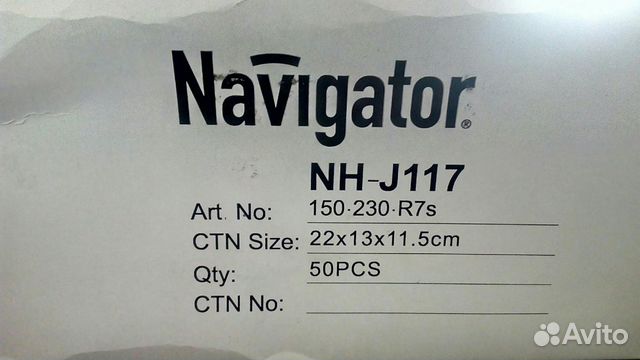 Navigator®
NH-J117
Art. No: 150-230-R7s
CTN Size: 22x13x11.5cm
Qty: 50PCS
CTN No:
Avito